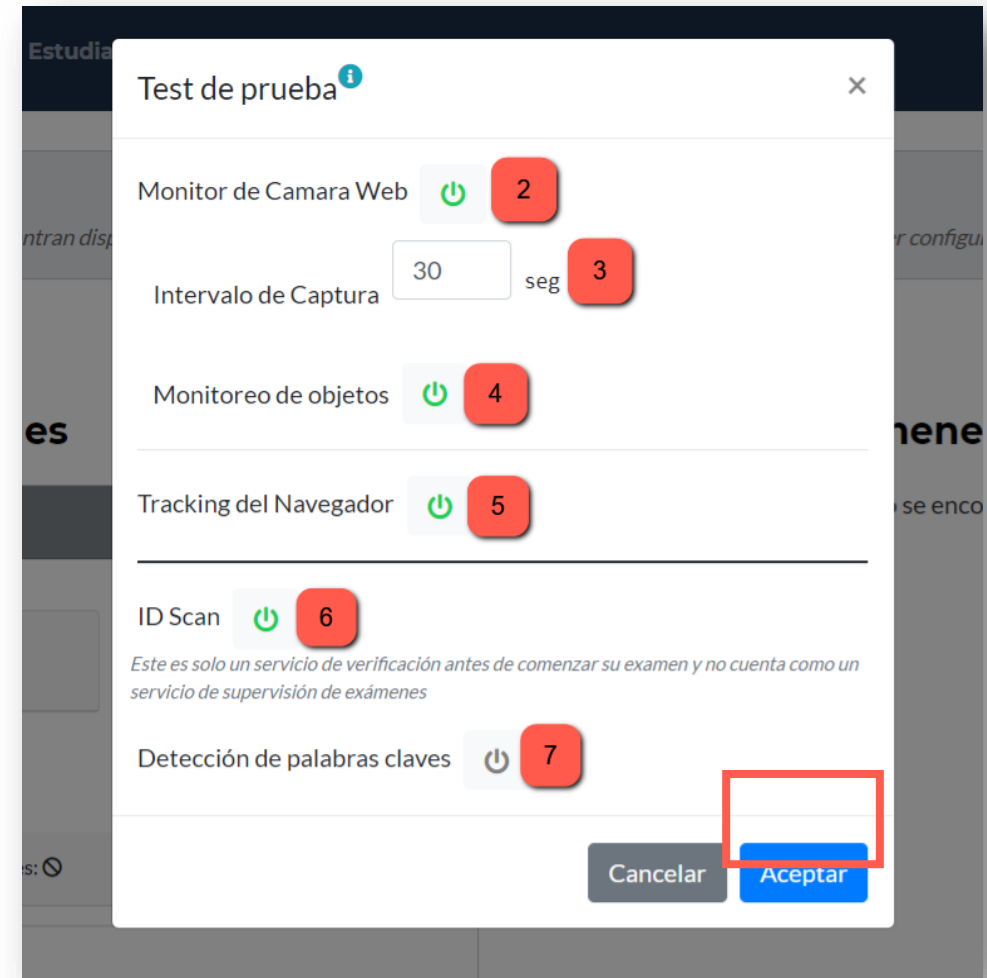 Estudia
Test de prueba
×
Monitor de Camara Web 2
ntran disp
r configu
30 seg 3
Intervalo de Captura
Monitoreo de objetos 4
es
nene
Tracking del Navegador 5
se enco
ID Scan 6
Este es solo un servicio de verificación antes de comenzar su examen y no cuenta como un
servicio de supervisión de exámenes
Detección de palabras claves 7
s:
Cancelar Aceptar